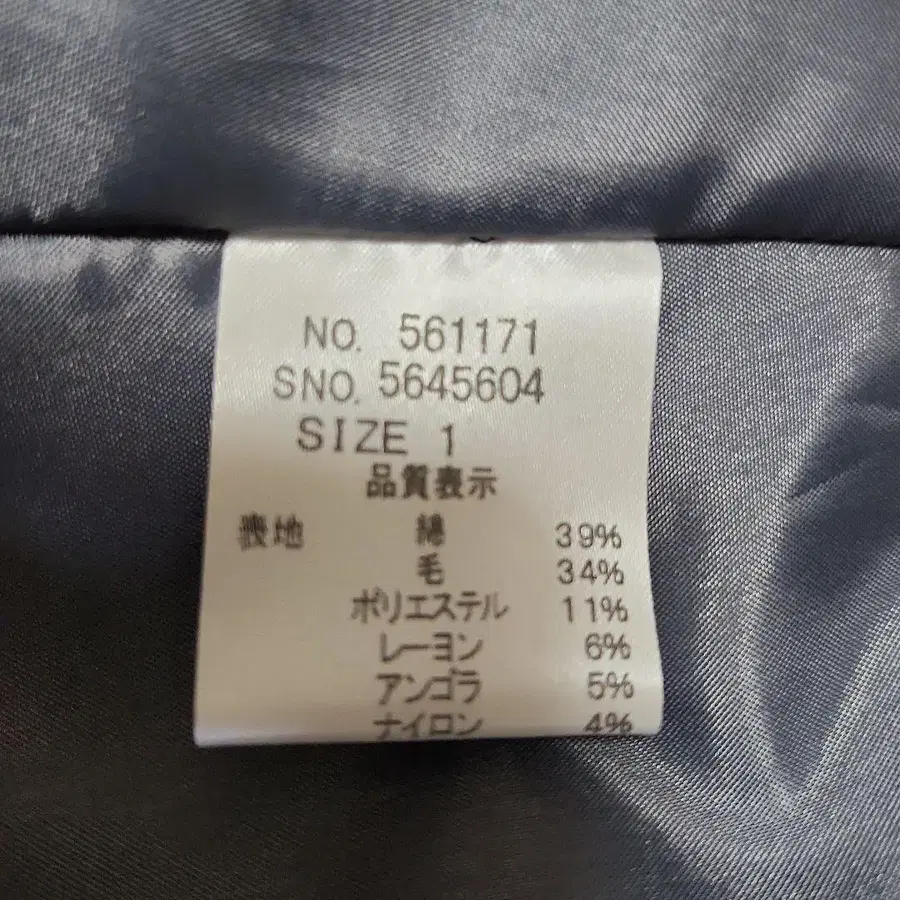 NO. 561171
SNO. 5645604
SIZE 1
品質表示
表地 綿 39%
毛 34%
ポリエステル 11%
レーヨン 6%
アンゴラ 5%
ナイロン 4%